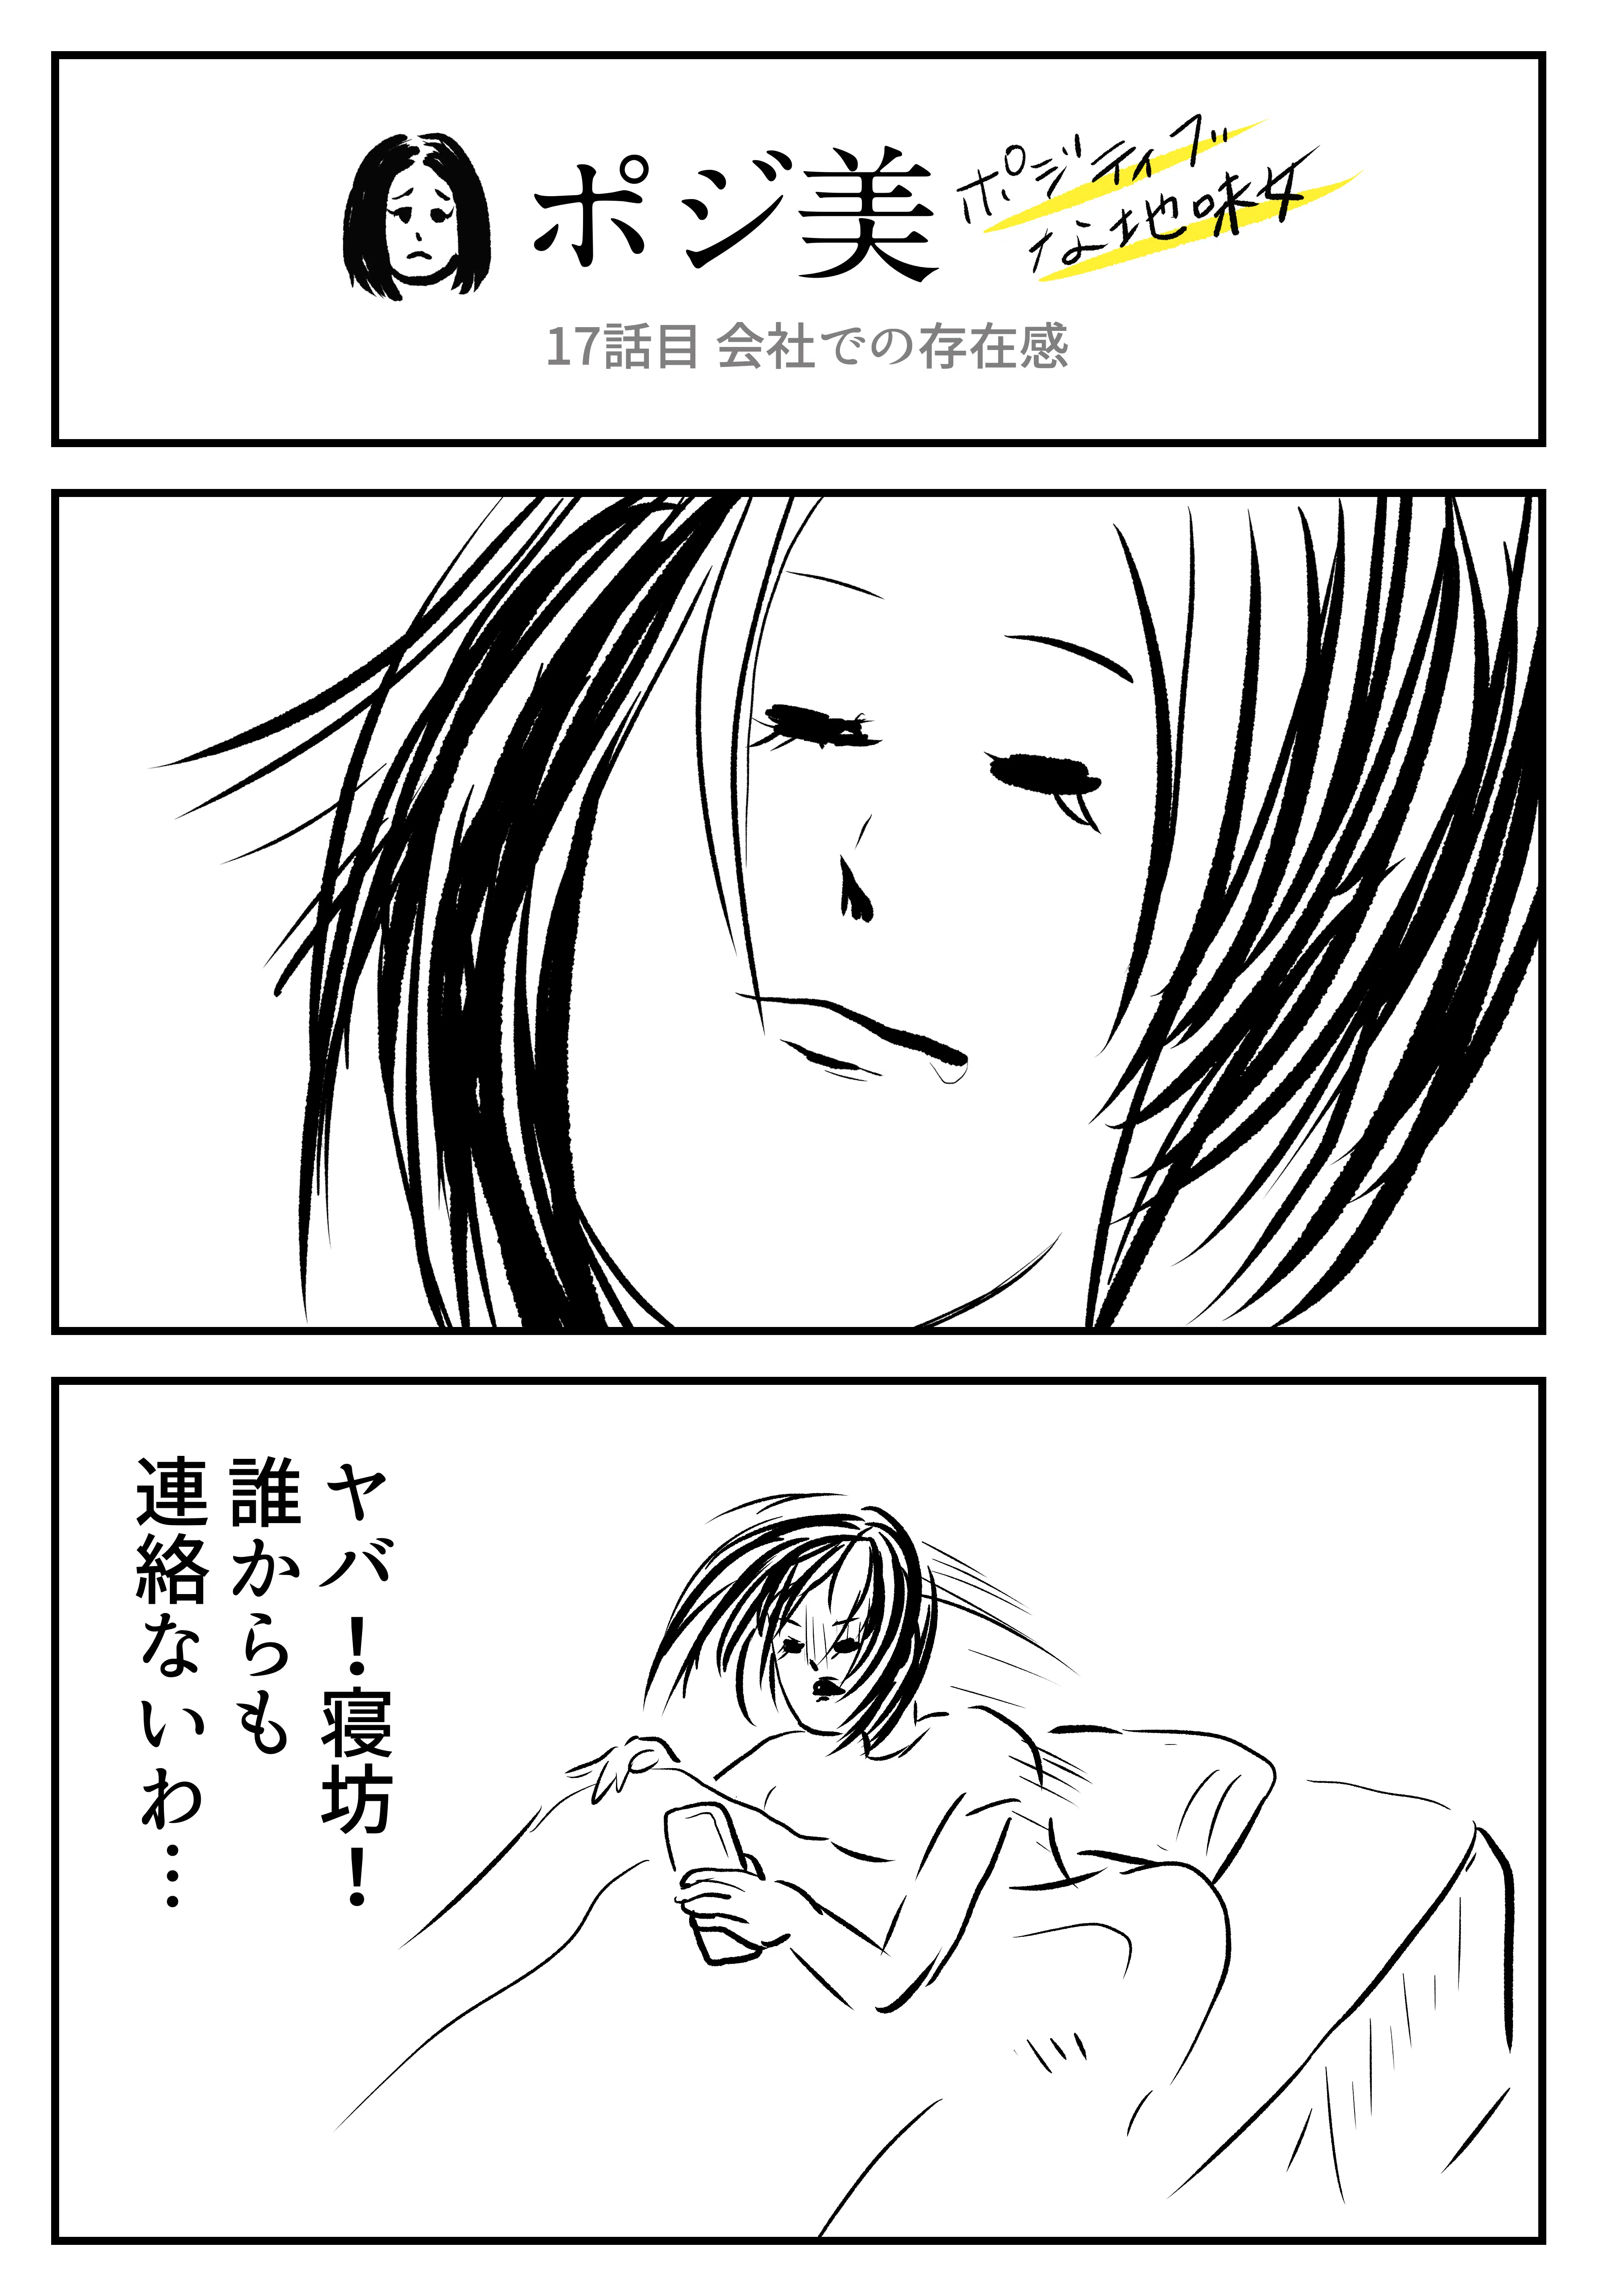 ポジ美
ポジティブ
な地味女
17話目 会社での存在感
ヤバ！寝坊！
誰からも
連絡ないわ…